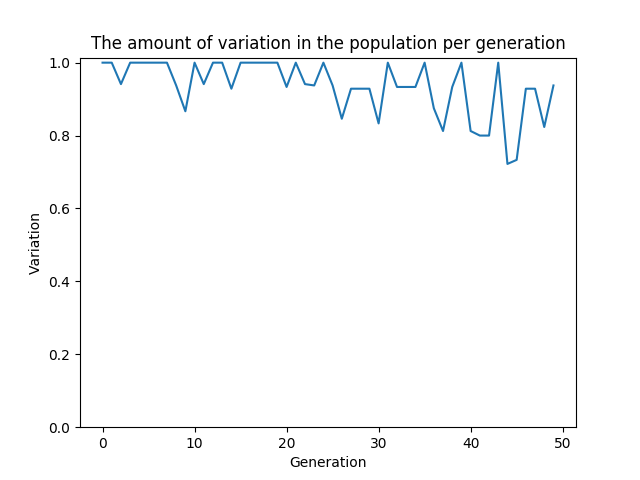 The amount of variation in the population per generation
1.0
0.8
0.6
0.4
0.2
0.0
Variation
0 10 20 30 40 50
Generation